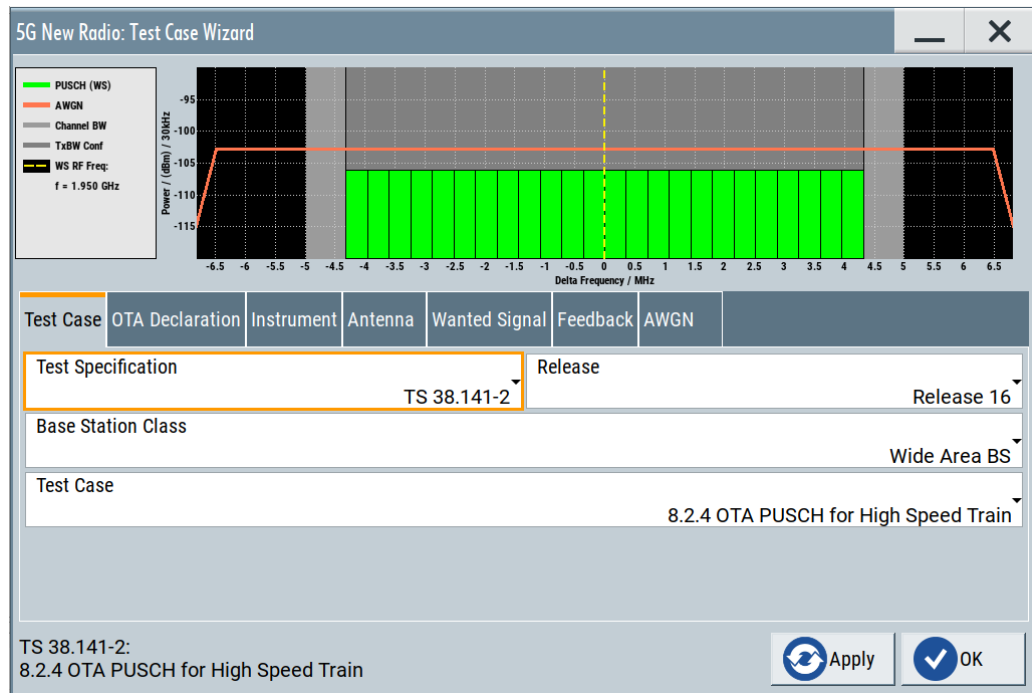 5G New Radio: Test Case Wizard
PUSCH (WS)
AWGN
Channel BW
TxBW Conf
WS RF Freq:
f = 1.950 GHz
Power / (dBm) / 30kHz
-95
-100
-105
-110
-115
-6.5 -6 -5.5 -5 -4.5 -4 -3.5 -3 -2.5 -2 -1.5 -1 -0.5 0 0.5 1 1.5 2 2.5 3 3.5 4 4.5 5 5.5 6 6.5
Delta Frequency / MHz
Test Case OTA Declaration Instrument Antenna Wanted Signal Feedback AWGN
Test Specification
TS 38.141-2
Release
Release 16
Base Station Class
Wide Area BS
Test Case
8.2.4 OTA PUSCH for High Speed Train
TS 38.141-2:
8.2.4 OTA PUSCH for High Speed Train
Apply
OK